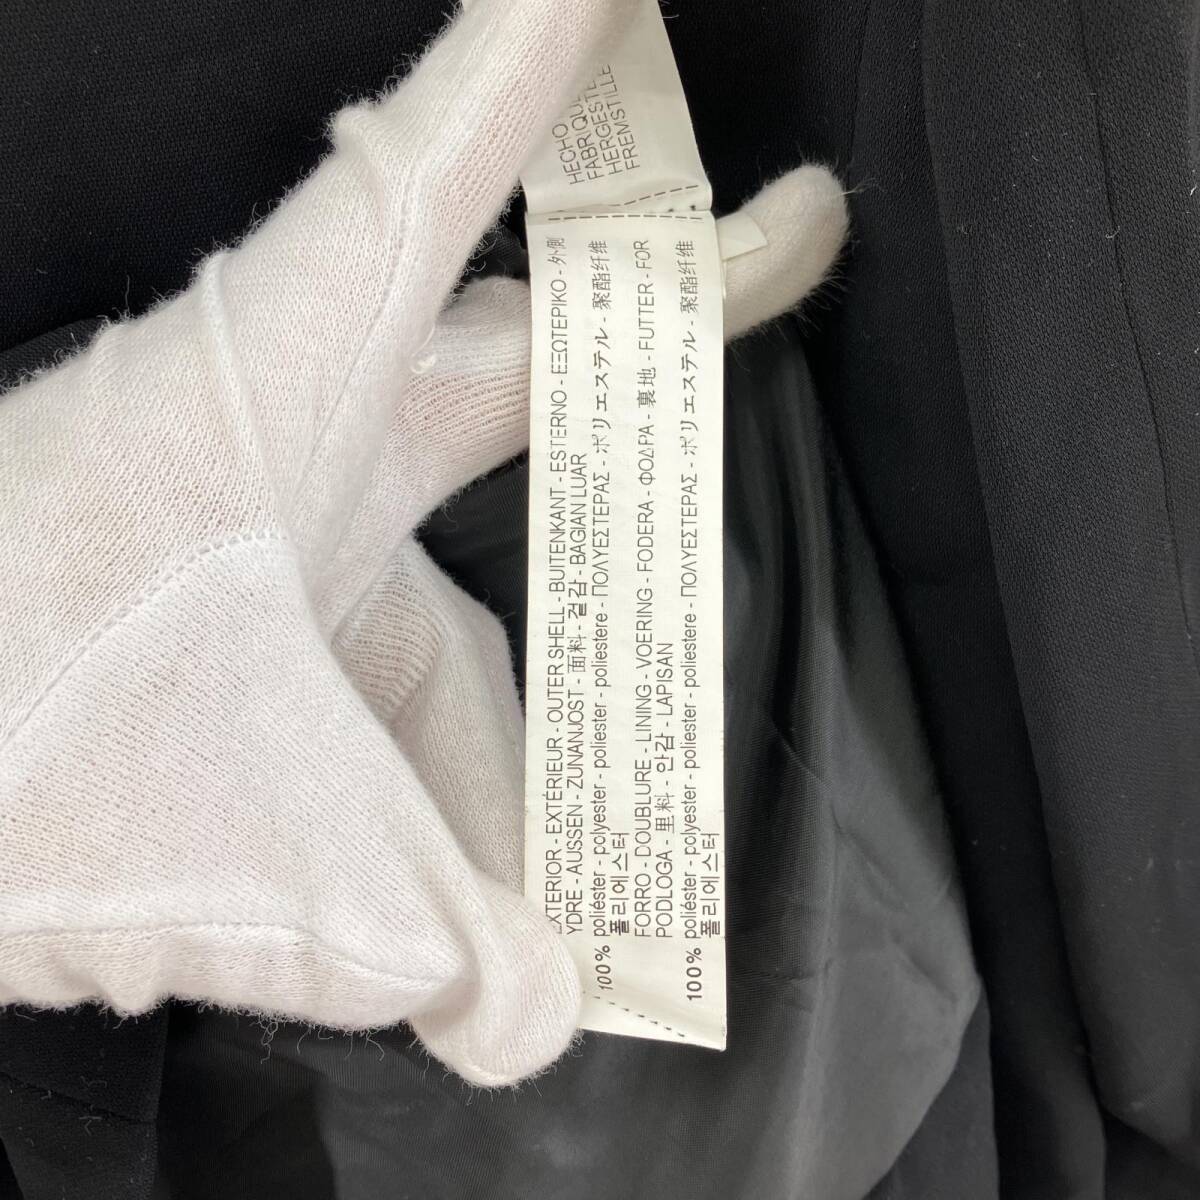 HECHO
FABRIQU
HERGESTELLE
FREMSTILLE
EXTERIOR - EXTÉRIEUR - OUTER SHELL - BUITENKANT - ESTERNO - ΕΞΩΤΕΡΙΚΟ - 外側
YDRE - AUSSEN - ZUNANJOST - 面料 - 겉감 - BAGIAN LUAR
100% poliéster - polyester - poliester - poliestere - ΠΟΛΥΕΣΤΕΡΑΣ - ポリエステル - 聚酯纤维
폴리에스터
FORRO - DOUBLURE - LINING - VOERING - FODERA - ΦΟΔΡΑ - 裏地 - FUTTER - FOR
PODLOGA - 里料 - 안감 - LAPISAN
100% poliéster - polyester - poliester - poliestere - ΠΟΛΥΕΣΤΕΡΑΣ - ポリエステル - 聚酯纤维
폴리에스터